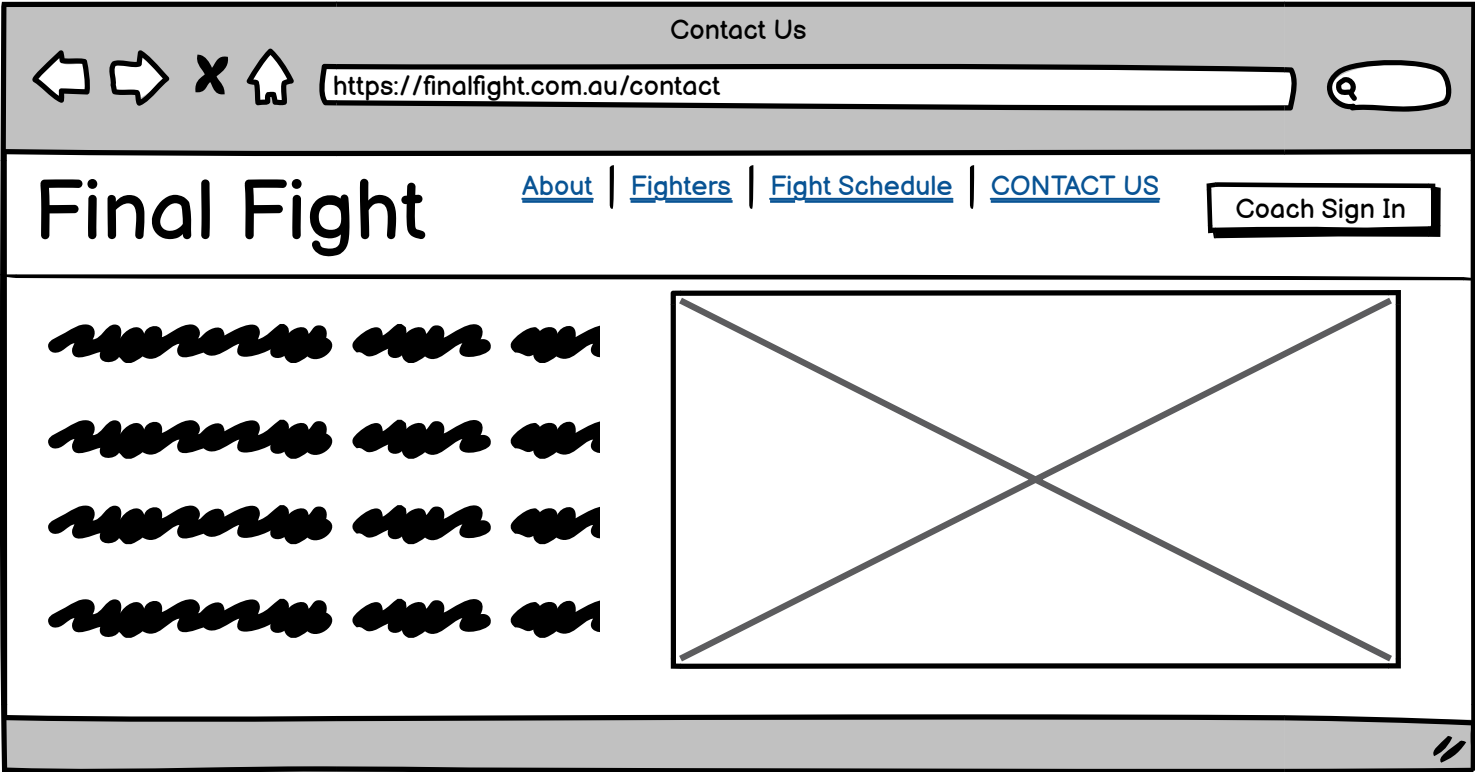 Contact Us
https://finalfight.com.au/contact
Final Fight
About | Fighters | Fight Schedule | CONTACT US
Coach Sign In